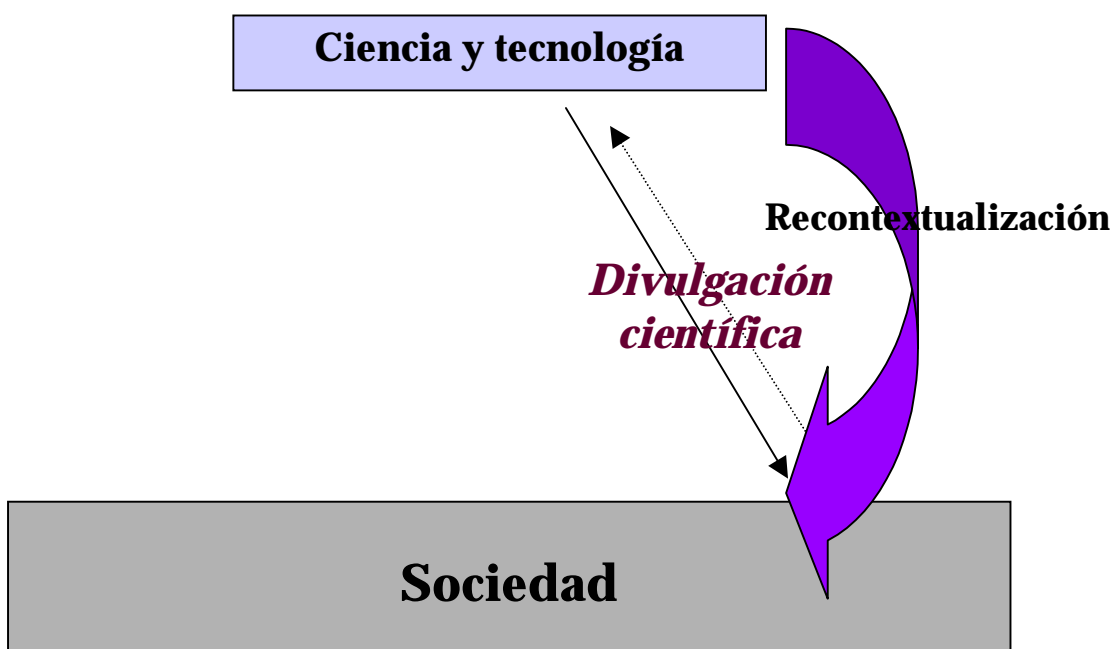 Ciencia y tecnología
Recontextualización
Divulgación
científica
Sociedad